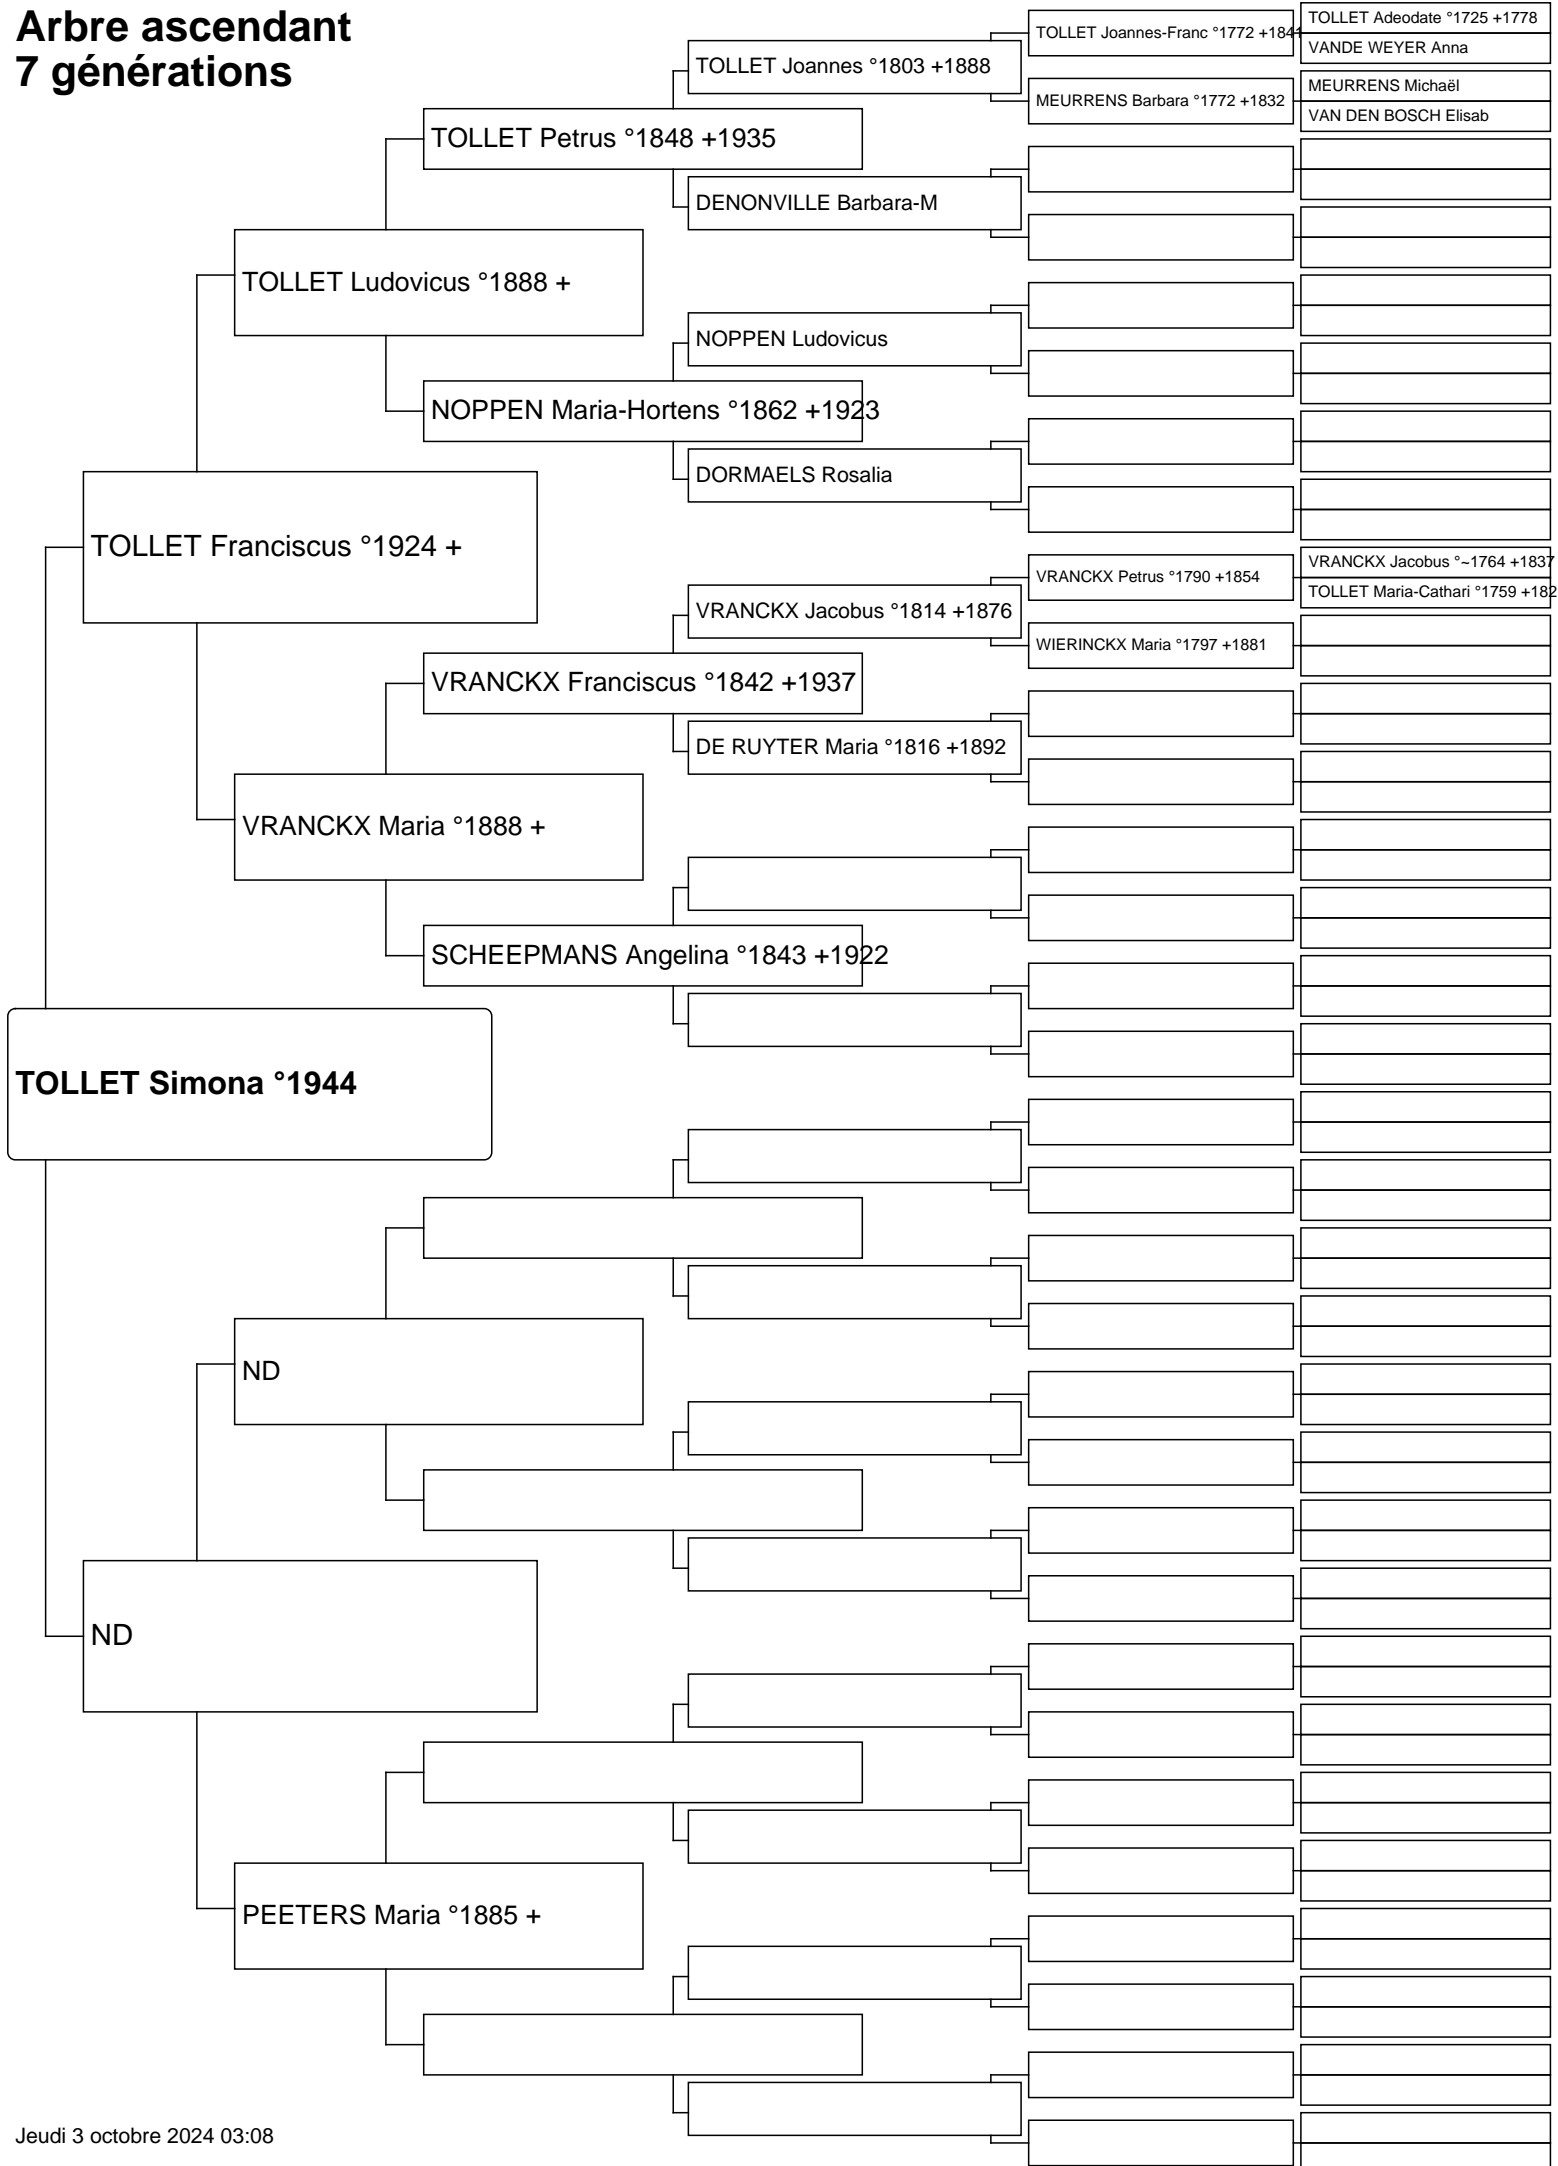 Arbre ascendant
7 générations
TOLLET Adeodate °1725 +1778
TOLLET Joannes-Franc °1772 +1841
VANDE WEYER Anna
TOLLET Joannes °1803 +1888
MEURRENS Michaël
MEURRENS Barbara °1772 +1832
VAN DEN BOSCH Elisab
TOLLET Petrus °1848 +1935
DENONVILLE Barbara-M
TOLLET Ludovicus °1888 +
NOPPEN Ludovicus
NOPPEN Maria-Hortens °1862 +1923
DORMAELS Rosalia
TOLLET Franciscus °1924 +
VRANCKX Jacobus °~1764 +1837
VRANCKX Petrus °1790 +1854
TOLLET Maria-Cathari °1759 +182
VRANCKX Jacobus °1814 +1876
WIERINCKX Maria °1797 +1881
VRANCKX Franciscus °1842 +1937
DE RUYTER Maria °1816 +1892
VRANCKX Maria °1888 +
SCHEEPMANS Angelina °1843 +1922
TOLLET Simona °1944
ND
ND
PEETERS Maria °1885 +
Jeudi 3 octobre 2024 03:08